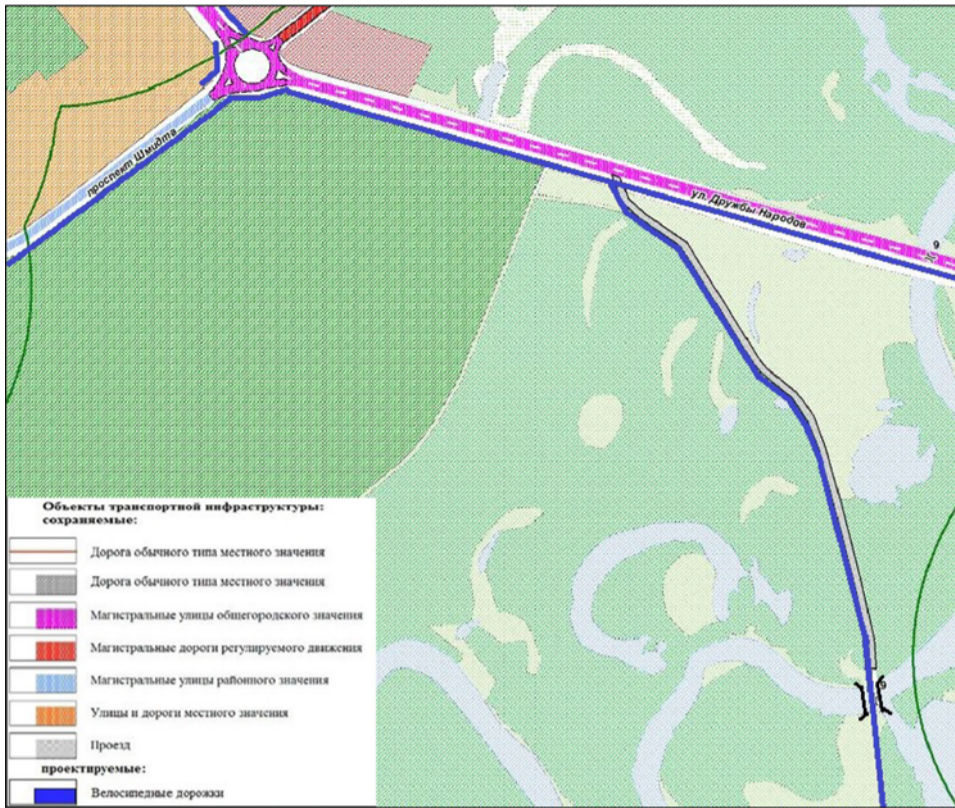 проспект Шмидта
ул. Дружбы Народов
9
9
Объекты транспортной инфраструктуры:
сохраняемые:
Дорога обычного типа местного значения
Дорога обычного типа местного значения
Магистральные улицы общегородского значения
Магистральные дороги регулируемого движения
Магистральные улицы районного значения
Улицы и дороги местного значения
Проезд
проектируемые:
Велосипедные дорожки